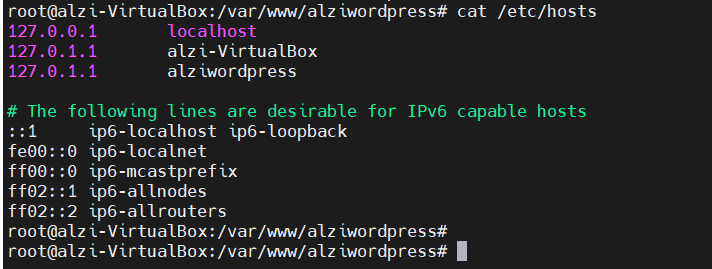 root@alzi-VirtualBox:/var/www/alziwordpress# cat /etc/hosts
127.0.0.1       localhost
127.0.1.1       alzi-VirtualBox
127.0.1.1       alziwordpress

# The following lines are desirable for IPv6 capable hosts
::1     ip6-localhost ip6-loopback
fe00::0 ip6-localnet
ff00::0 ip6-mcastprefix
ff02::1 ip6-allnodes
ff02::2 ip6-allrouters
root@alzi-VirtualBox:/var/www/alziwordpress#
root@alzi-VirtualBox:/var/www/alziwordpress#